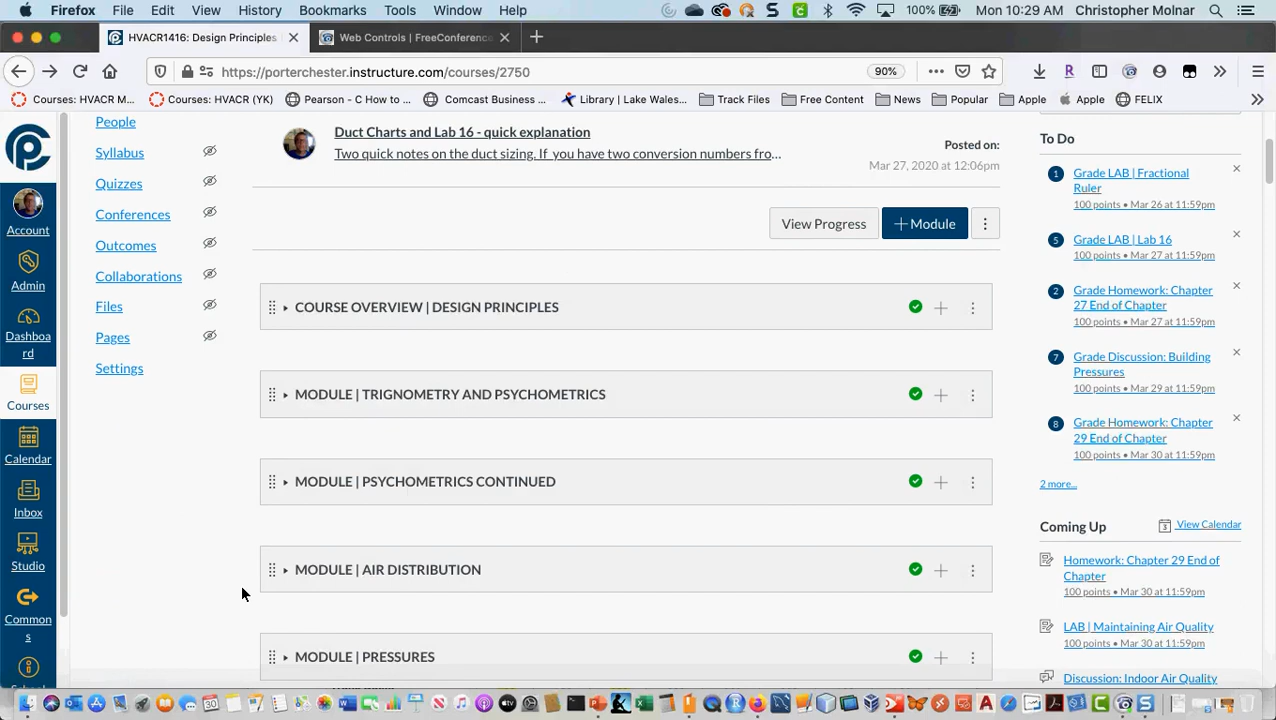 Firefox File Edit View History Bookmarks Tools Window Help 100% Mon 10:29 AM Christopher Molnar
HVACR1416: Design Principles
Web Controls | FreeConference
https://porterchester.instructure.com/courses/2750 90%
Courses: HVACR M... Courses: HVACR (YK) Pearson - C How to ... Comcast Business ... Library | Lake Wales... Track Files Free Content News Popular Apple Apple FELIX
Account
Admin
Dashboa
rd
Courses
Calendar
Inbox
Studio
Common
s
People
Syllabus
Quizzes
Conferences
Outcomes
Collaborations
Files
Pages
Settings
Duct Charts and Lab 16 - quick explanation
Two quick notes on the duct sizing. If you have two conversion numbers fro...
Posted on:
Mar 27, 2020 at 12:06pm
View Progress
+ Module
COURSE OVERVIEW | DESIGN PRINCIPLES
MODULE | TRIGNOMETRY AND PSYCHOMETRICS
MODULE | PSYCHOMETRICS CONTINUED
MODULE | AIR DISTRIBUTION
MODULE | PRESSURES
To Do
1 Grade LAB | Fractional
Ruler
100 points • Mar 26 at 11:59pm
5 Grade LAB | Lab 16
100 points • Mar 27 at 11:59pm
2 Grade Homework: Chapter
27 End of Chapter
100 points • Mar 27 at 11:59pm
7 Grade Discussion: Building
Pressures
100 points • Mar 29 at 11:59pm
8 Grade Homework: Chapter
29 End of Chapter
100 points • Mar 30 at 11:59pm
2 more...
Coming Up
3 View Calendar
Homework: Chapter 29 End of
Chapter
100 points • Mar 30 at 11:59pm
LAB | Maintaining Air Quality
100 points • Mar 30 at 11:59pm
Discussion: Indoor Air Quality